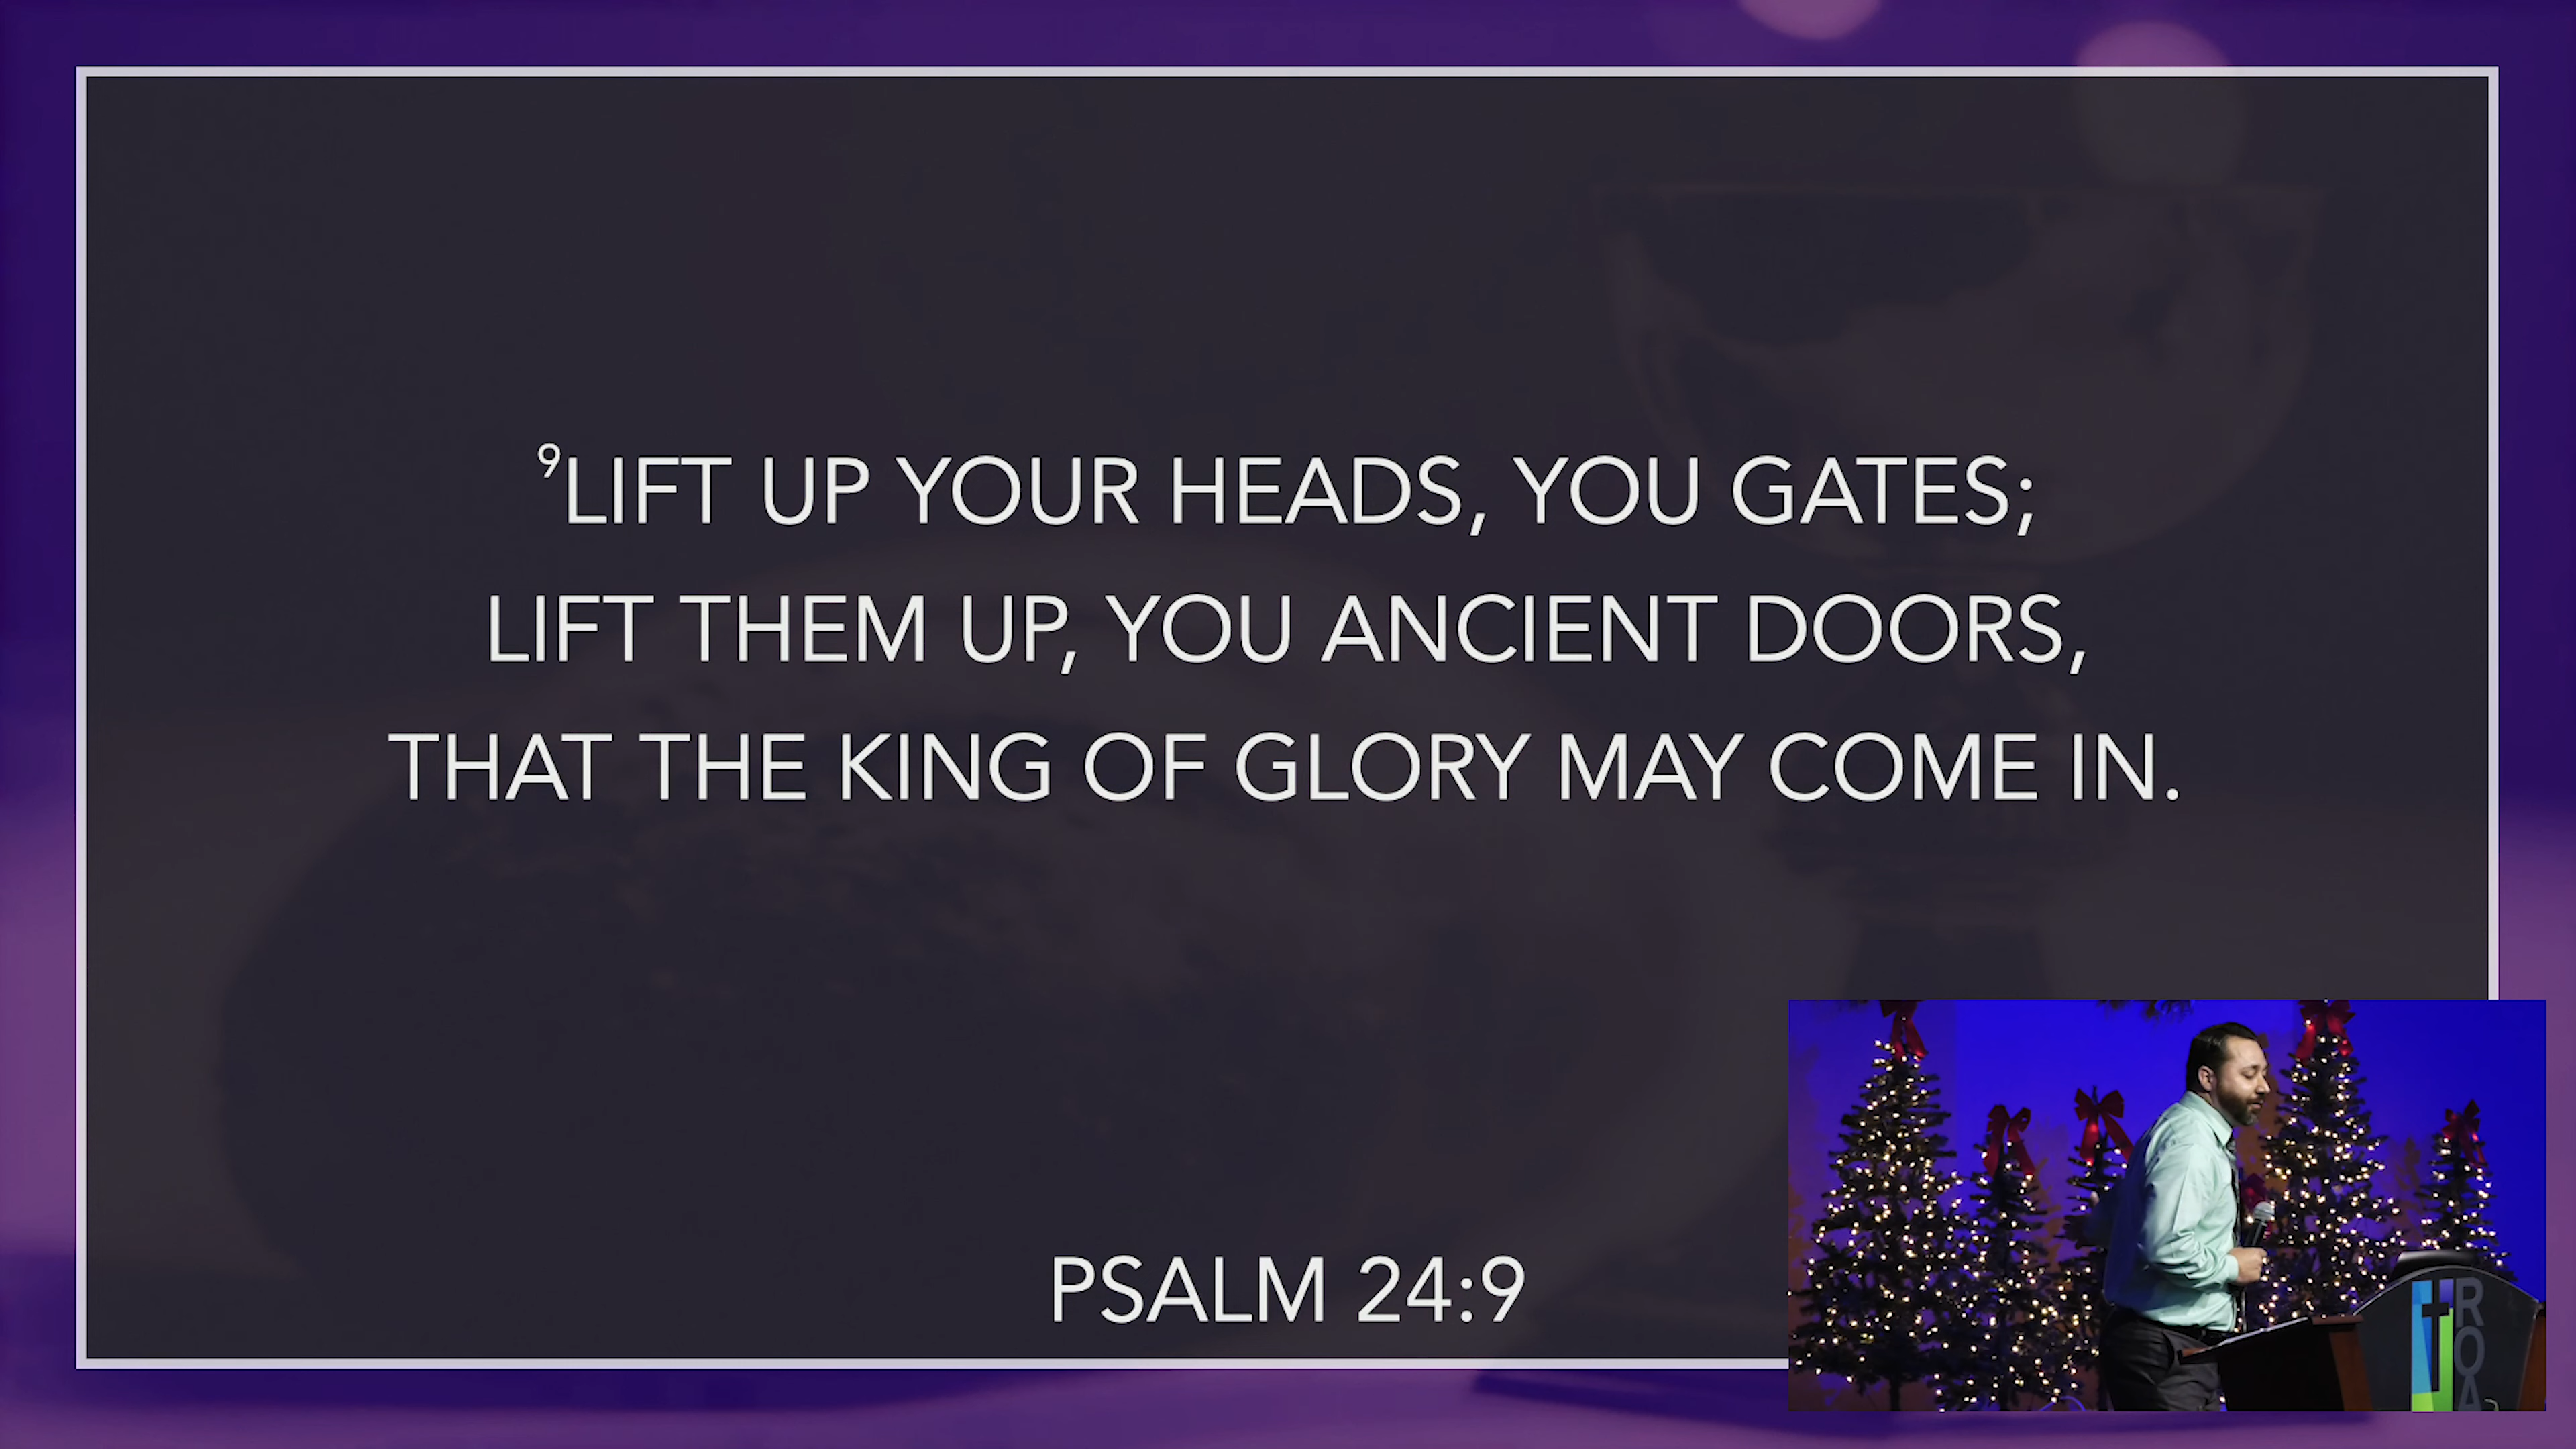 ⁹LIFT UP YOUR HEADS, YOU GATES;
LIFT THEM UP, YOU ANCIENT DOORS,
THAT THE KING OF GLORY MAY COME IN.
PSALM 24:9
ROA